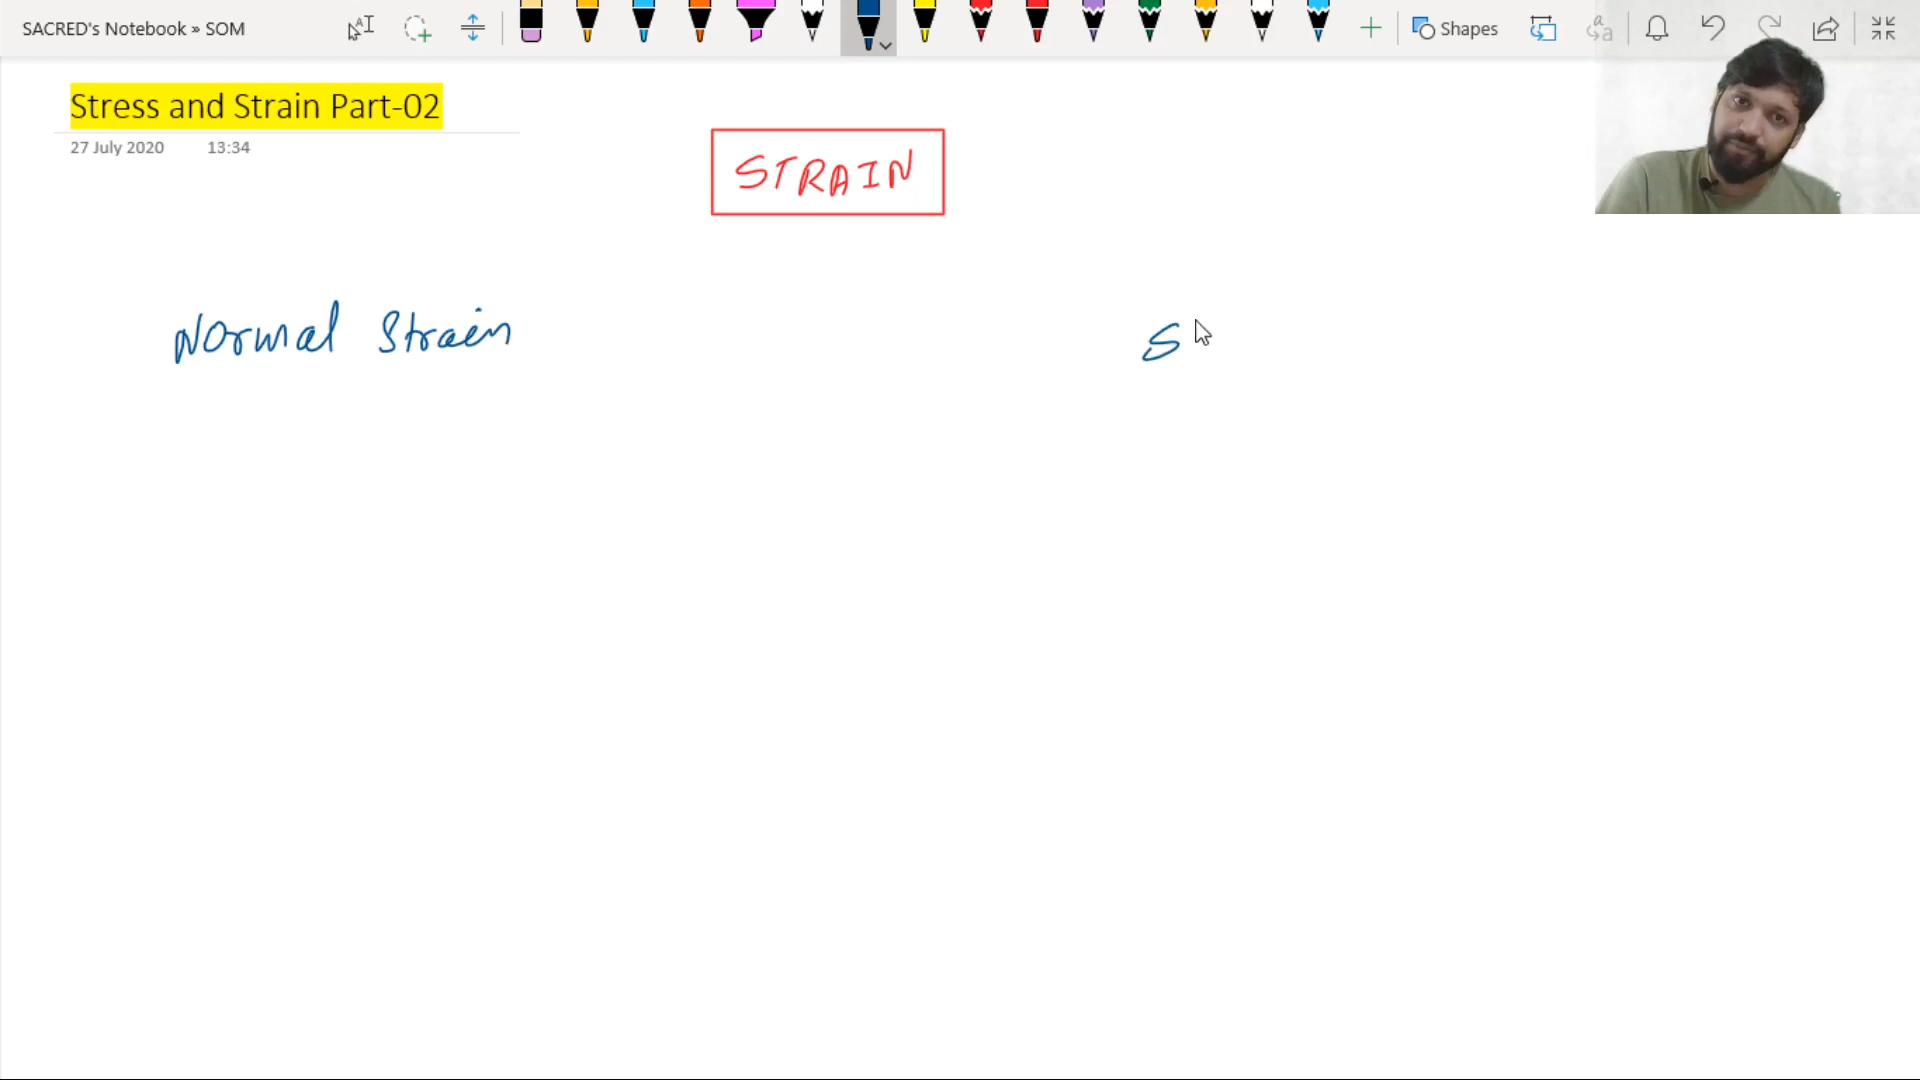 SACRED's Notebook » SOM
Shapes
Stress and Strain Part-02
27 July 2020 13:34
STRAIN
Normal Strain
S